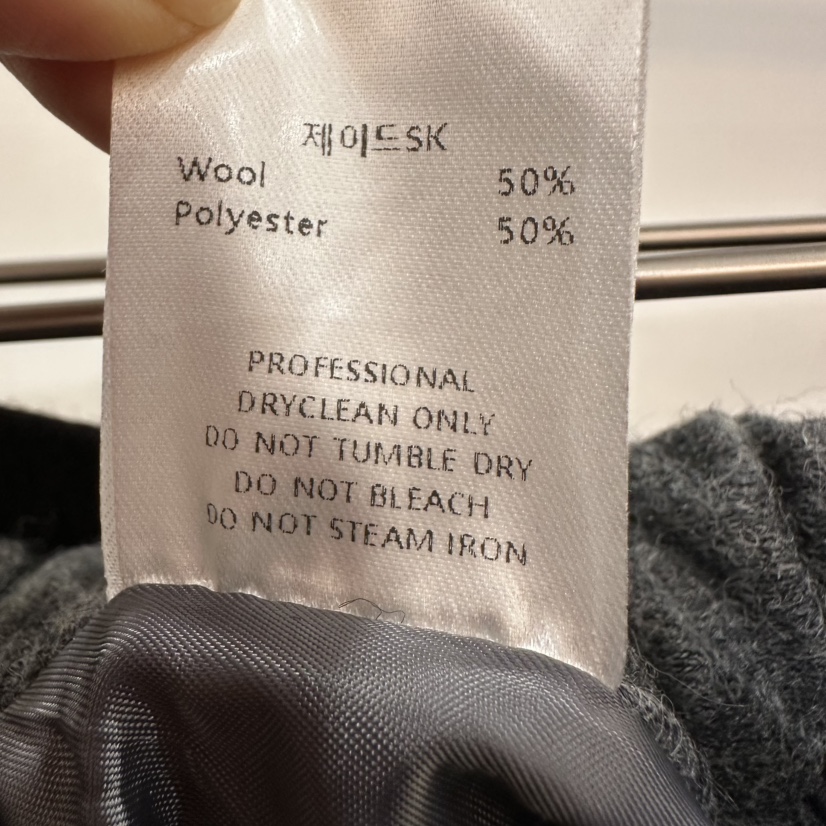 제이드SK
Wool 50%
Polyester 50%
PROFESSIONAL
DRYCLEAN ONLY
DO NOT TUMBLE DRY
DO NOT BLEACH
DO NOT STEAM IRON